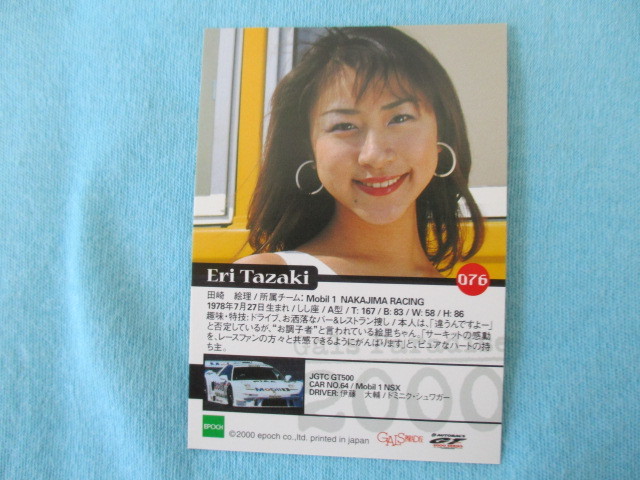 Eri Tazaki
076
田崎 絵理 / 所属チーム: Mobil 1 NAKAJIMA RACING
1978年7月27日生まれ / しし座 / A型 / T: 167 / B: 83 / W: 58 / H: 86
趣味・特技: ドライブ、お洒落なバー&レストラン捜し / 本人は、「違うんですよー」
と否定しているが、“お調子者”と言われている絵里ちゃん。「サーキットの感動
を、レースファンの方々と共感できるようにがんばります」と、ピュアなハートの持
ち主。
2000
JGTC GT500
CAR NO.64 / Mobil 1 NSX
DRIVER: 伊藤 大輔 / ドミニク・シュワガー
EPOCH
©2000 epoch co.,ltd. printed in japan
GALS PARADISE
AUTOBACS
GT